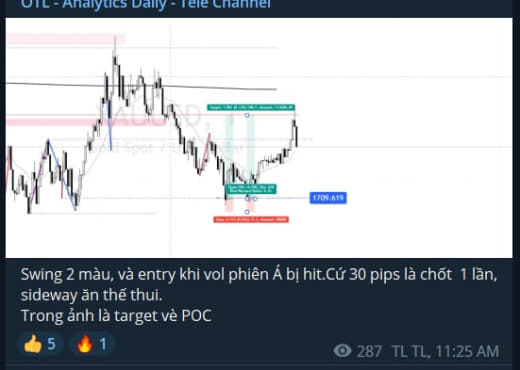 OTL - Analytics Daily - Tele Channel
1709.619
Swing 2 màu, và entry khi vol phiên Á bị hit.Cứ 30 pips là chốt 1 lần,
sideway ăn thế thui.
Trong ảnh là target vè POC
👍 5 🔥 1
287 TL TL, 11:25 AM